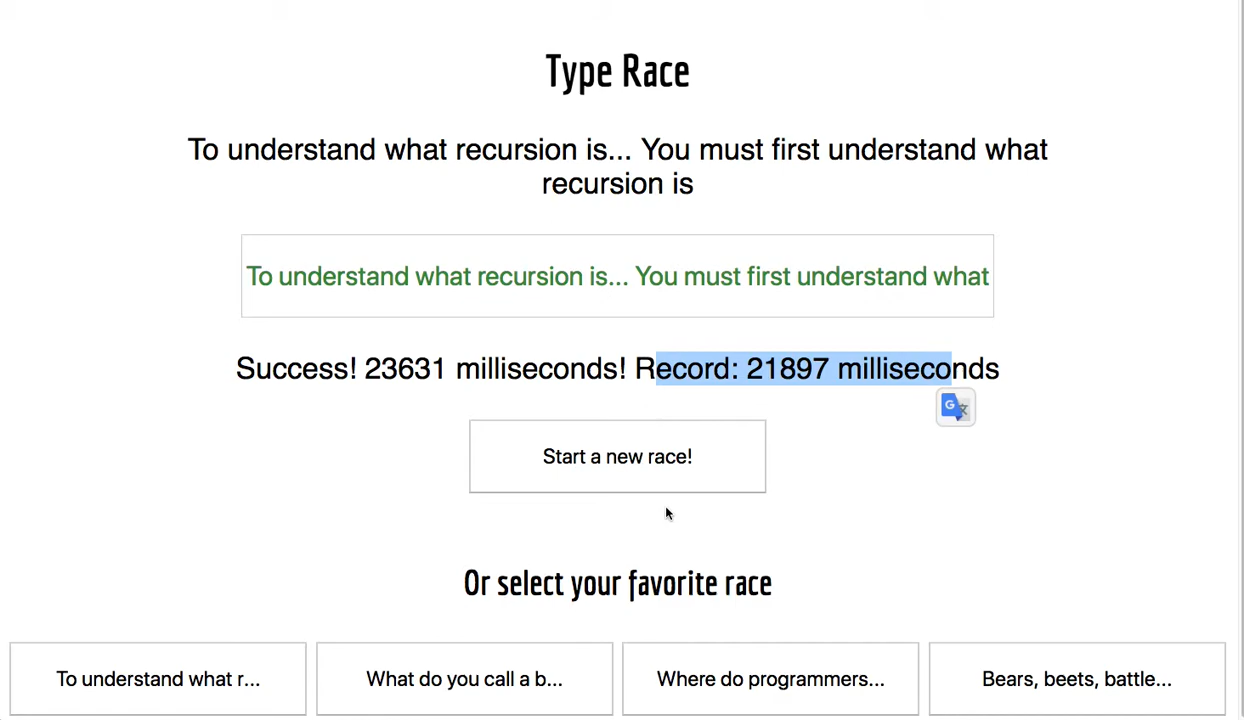 Type Race
To understand what recursion is... You must first understand what
recursion is
To understand what recursion is... You must first understand what
Success! 23631 milliseconds! Record: 21897 milliseconds
G
Start a new race!
Or select your favorite race
To understand what r...
What do you call a b...
Where do programmers...
Bears, beets, battle...